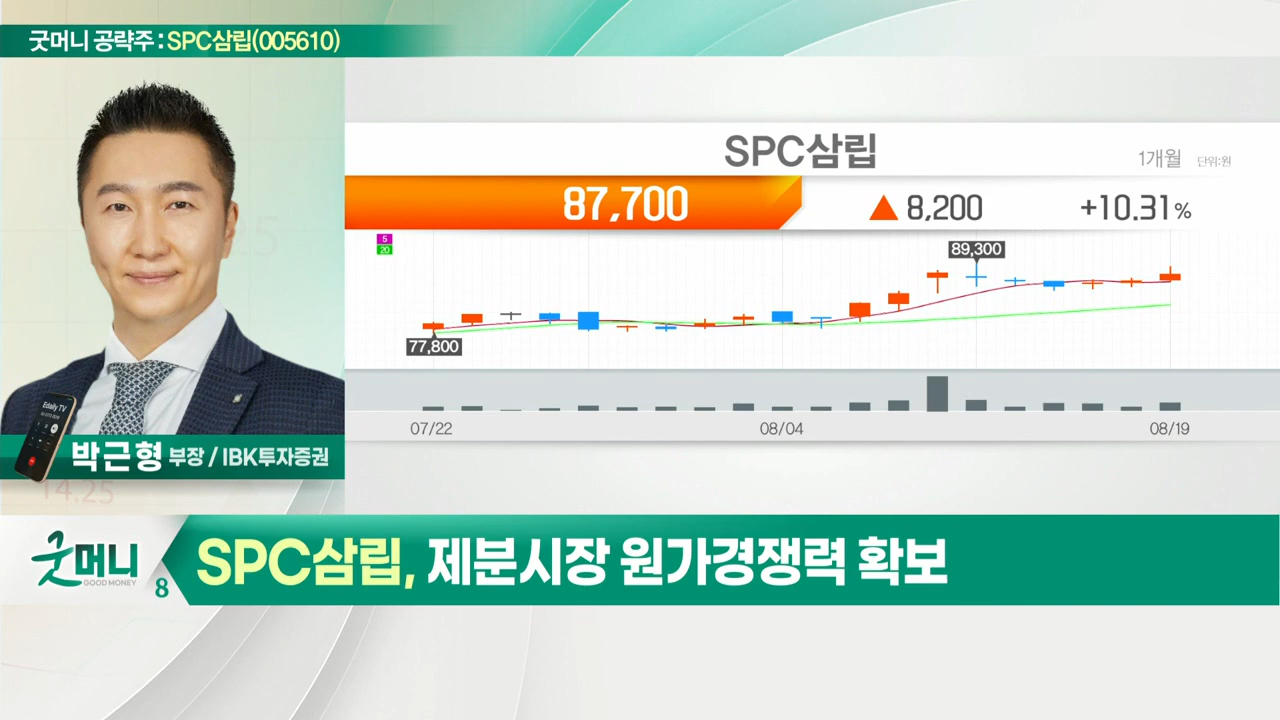 굿머니 공략주 : SPC삼립(005610)
SPC삼립
1개월 단위:원
87,700 ▲ 8,200 +10.31%
5
20
89,300
77,800
07/22 08/04 08/19
Edaily TV
박근형 부장 / IBK투자증권
14.25
굿머니
GOOD MONEY
8
SPC삼립, 제분시장 원가경쟁력 확보